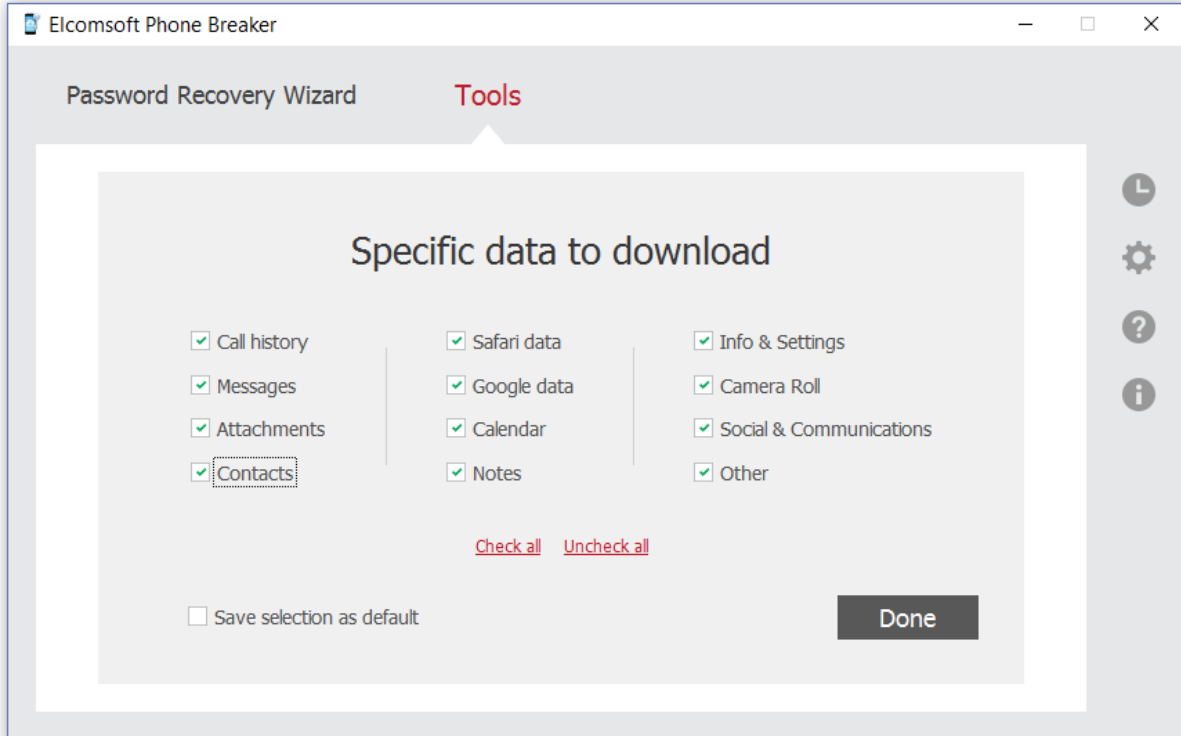 Elcomsoft Phone Breaker
Password Recovery Wizard
Tools
Specific data to download
Call history
Messages
Attachments
Contacts
Safari data
Google data
Calendar
Notes
Info & Settings
Camera Roll
Social & Communications
Other
Check all
Uncheck all
Save selection as default
Done